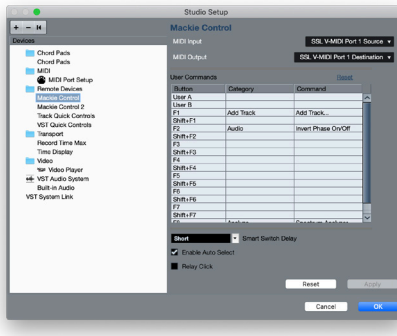 Studio Setup
Devices
Chord Pads
Chord Pads
MIDI
MIDI Port Setup
Remote Devices
Mackie Control
Mackie Control 2
Track Quick Controls
VST Quick Controls
Transport
Record Time Max
Time Display
Video
Video Player
VST Audio System
Built-in Audio
VST System Link
Mackie Control
MIDI Input SSL V-MIDI Port 1 Source
MIDI Output SSL V-MIDI Port 1 Destination
User Commands Reset
Button Category Command
User A
User B
F1 Add Track Add Track...
Shift+F1
F2 Audio Invert Phase On/Off
Shift+F2
F3
Shift+F3
F4
Shift+F4
F5
Shift+F5
F6
Shift+F6
F7
Shift+F7
Short Smart Switch Delay
Enable Auto Select
Relay Click
Reset Apply
Cancel OK